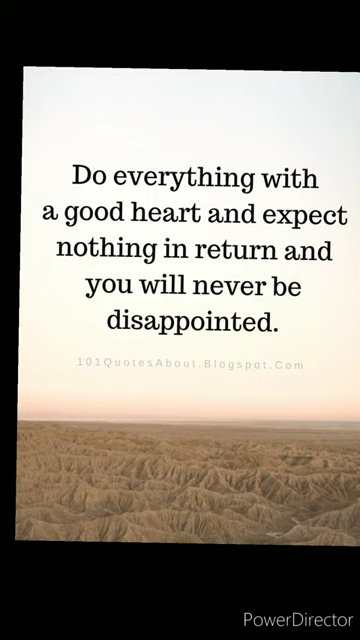 Do everything with
a good heart and expect
nothing in return and
you will never be
disappointed.
101QuotesAbout.Blogspot.Com
PowerDirector